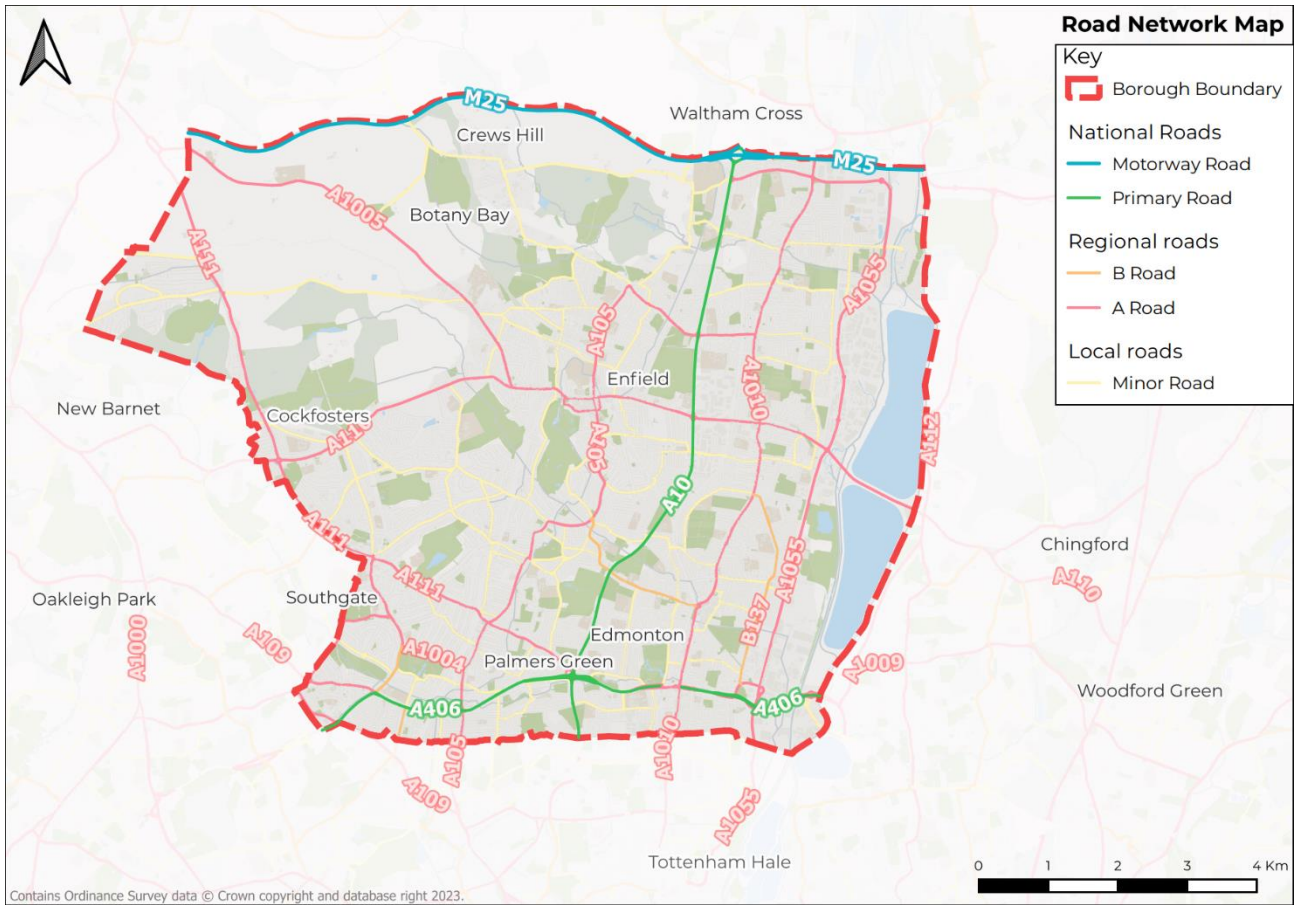 Road Network Map
Key
Borough Boundary
National Roads
Motorway Road
Primary Road
Regional roads
B Road
A Road
Local roads
Minor Road
M25
Waltham Cross
Crews Hill
M25
A1005
Botany Bay
A111
A1055
A105
Enfield
A1010
New Barnet
Cockfosters
A110
A112
A105
A10
A111
Chingford
A111
A1055
A110
Oakleigh Park
Southgate
B137
Edmonton
A1000
A109
A1004
Palmers Green
A1009
Woodford Green
A406
A406
A105
A1010
A109
A1055
Tottenham Hale
0 1 2 3 4 Km
Contains Ordinance Survey data © Crown copyright and database right 2023.